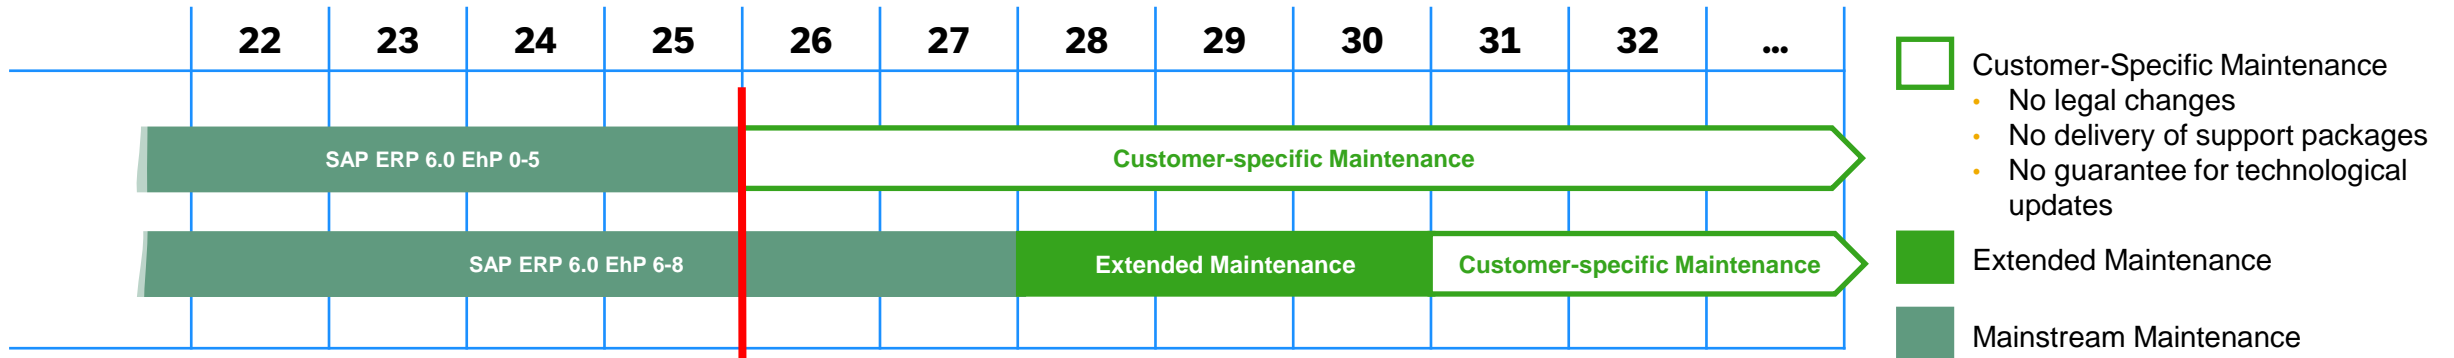 22 23 24 25 26 27 28 29 30 31 32 ...
SAP ERP 6.0 EhP 0-5 Customer-specific Maintenance
SAP ERP 6.0 EhP 6-8 Extended Maintenance Customer-specific Maintenance
Customer-Specific Maintenance
• No legal changes
• No delivery of support packages
• No guarantee for technological
updates
Extended Maintenance
Mainstream Maintenance